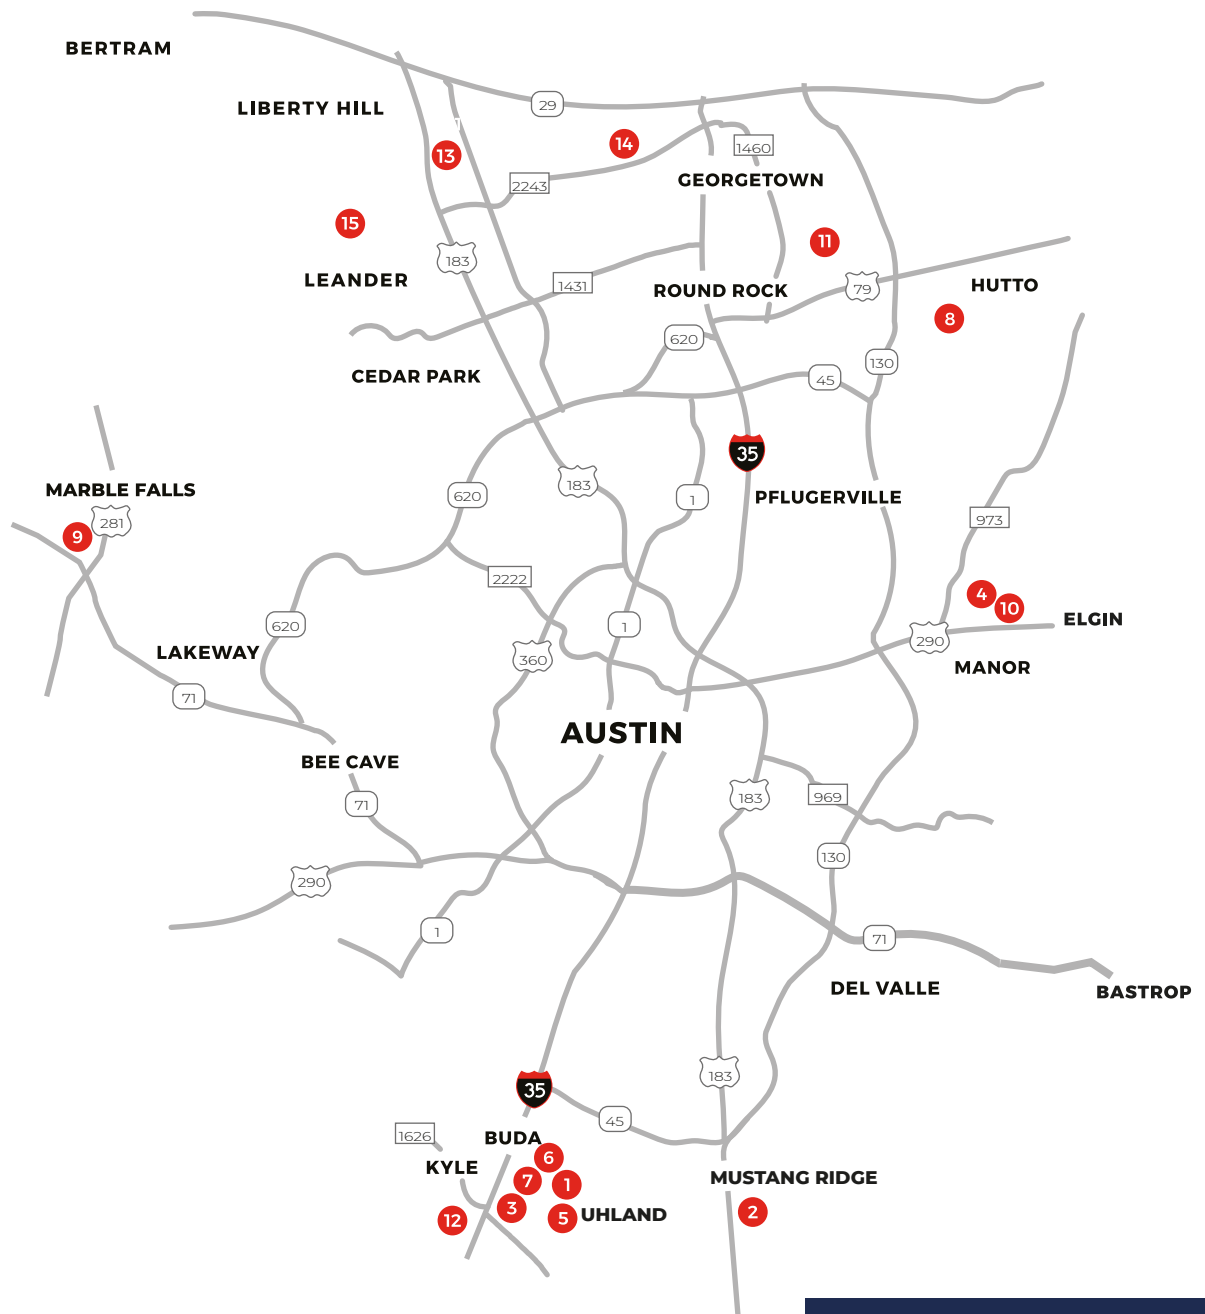 BERTRAM
LIBERTY HILL
29
14
13
1460
2243
GEORGETOWN
15
11
183
LEANDER
1431
ROUND ROCK
79
HUTTO
8
620
130
CEDAR PARK
45
35
183
MARBLE FALLS
620
1
PFLUGERVILLE
281
973
9
2222
4
10
ELGIN
620
1
290
LAKEWAY
360
MANOR
71
AUSTIN
BEE CAVE
183
969
71
130
290
1
71
DEL VALLE
BASTROP
183
35
45
1626
BUDA
6
KYLE
7
1
MUSTANG RIDGE
3
5
UHLAND
2
12